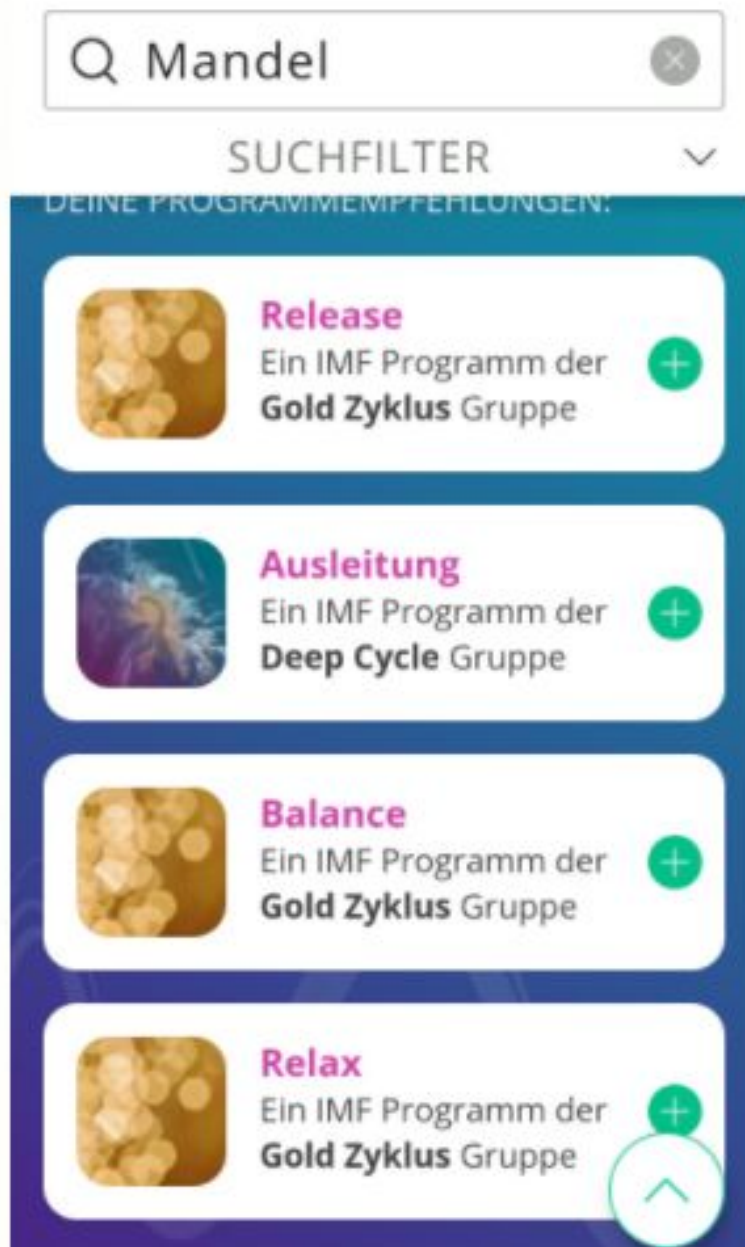 Mandel
SUCHFILTER
DEINE PROGRAMMEMPFEHLUNGEN:
Release
Ein IMF Programm der
Gold Zyklus Gruppe
Ausleitung
Ein IMF Programm der
Deep Cycle Gruppe
Balance
Ein IMF Programm der
Gold Zyklus Gruppe
Relax
Ein IMF Programm der
Gold Zyklus Gruppe